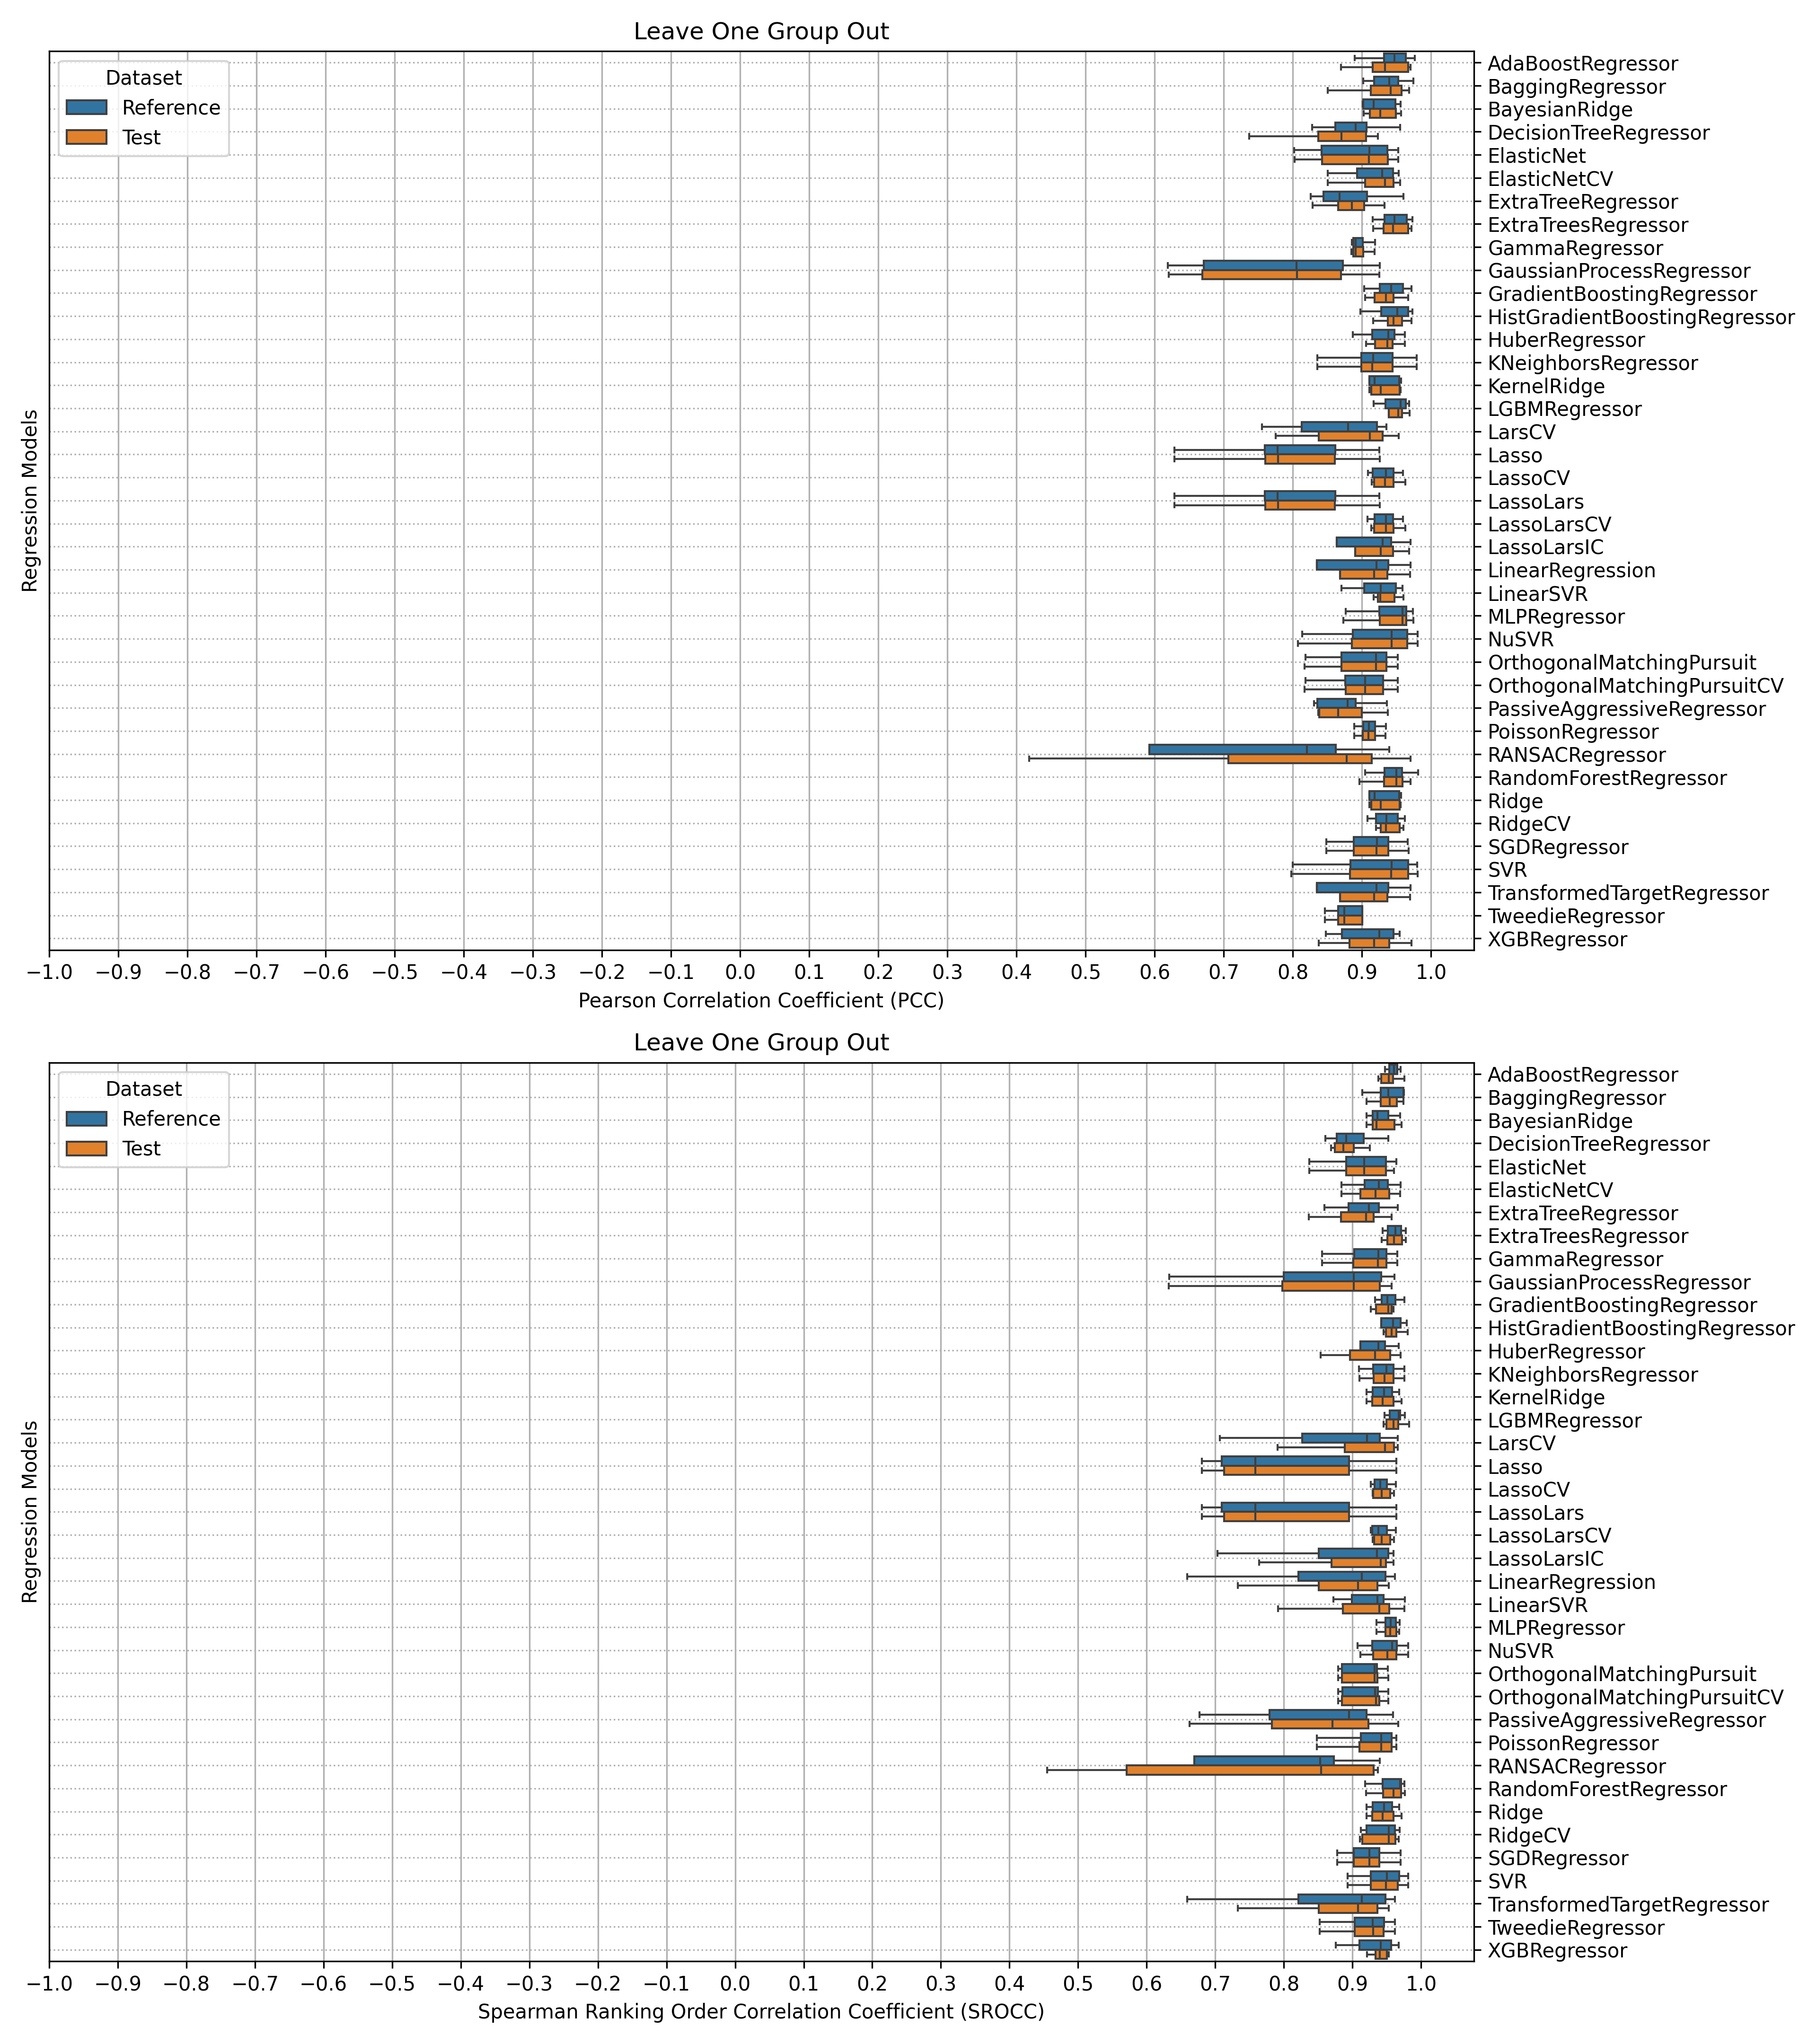 Leave One Group Out
Dataset
Reference
Test
AdaBoostRegressor
BaggingRegressor
BayesianRidge
DecisionTreeRegressor
ElasticNet
ElasticNetCV
ExtraTreeRegressor
ExtraTreesRegressor
GammaRegressor
GaussianProcessRegressor
GradientBoostingRegressor
HistGradientBoostingRegressor
HuberRegressor
KNeighborsRegressor
KernelRidge
LGBMRegressor
LarsCV
Lasso
LassoCV
LassoLars
LassoLarsCV
LassoLarsIC
LinearRegression
LinearSVR
MLPRegressor
NuSVR
OrthogonalMatchingPursuit
OrthogonalMatchingPursuitCV
PassiveAggressiveRegressor
PoissonRegressor
RANSACRegressor
RandomForestRegressor
Ridge
RidgeCV
SGDRegressor
SVR
TransformedTargetRegressor
TweedieRegressor
XGBRegressor
Regression Models
−1.0 −0.9 −0.8 −0.7 −0.6 −0.5 −0.4 −0.3 −0.2 −0.1 0.0 0.1 0.2 0.3 0.4 0.5 0.6 0.7 0.8 0.9 1.0
Pearson Correlation Coefficient (PCC)
Leave One Group Out
Dataset
Reference
Test
AdaBoostRegressor
BaggingRegressor
BayesianRidge
DecisionTreeRegressor
ElasticNet
ElasticNetCV
ExtraTreeRegressor
ExtraTreesRegressor
GammaRegressor
GaussianProcessRegressor
GradientBoostingRegressor
HistGradientBoostingRegressor
HuberRegressor
KNeighborsRegressor
KernelRidge
LGBMRegressor
LarsCV
Lasso
LassoCV
LassoLars
LassoLarsCV
LassoLarsIC
LinearRegression
LinearSVR
MLPRegressor
NuSVR
OrthogonalMatchingPursuit
OrthogonalMatchingPursuitCV
PassiveAggressiveRegressor
PoissonRegressor
RANSACRegressor
RandomForestRegressor
Ridge
RidgeCV
SGDRegressor
SVR
TransformedTargetRegressor
TweedieRegressor
XGBRegressor
Regression Models
−1.0 −0.9 −0.8 −0.7 −0.6 −0.5 −0.4 −0.3 −0.2 −0.1 0.0 0.1 0.2 0.3 0.4 0.5 0.6 0.7 0.8 0.9 1.0
Spearman Ranking Order Correlation Coefficient (SROCC)